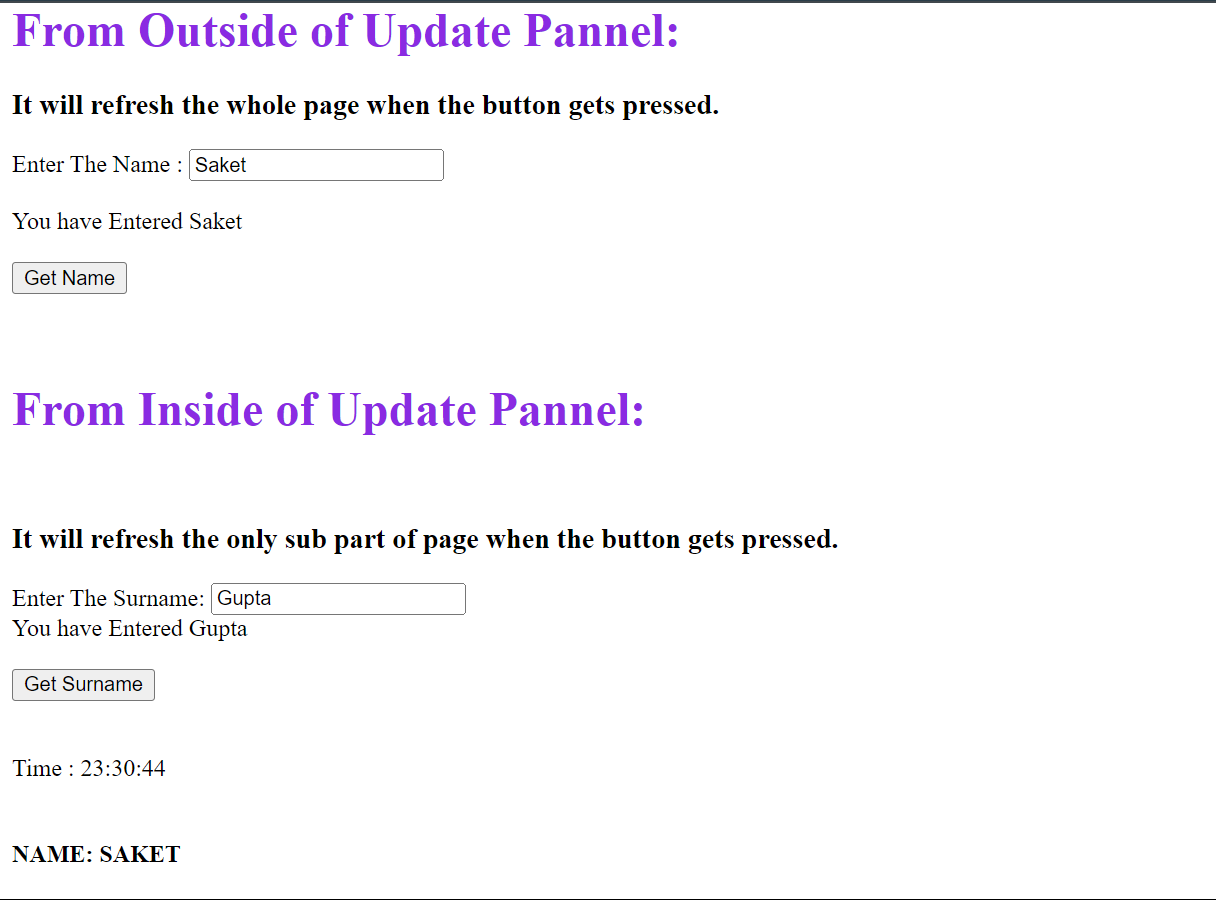 From Outside of Update Pannel:
It will refresh the whole page when the button gets pressed.
Enter The Name : Saket
You have Entered Saket
Get Name
From Inside of Update Pannel:
It will refresh the only sub part of page when the button gets pressed.
Enter The Surname: Gupta
You have Entered Gupta
Get Surname
Time : 23:30:44
NAME: SAKET